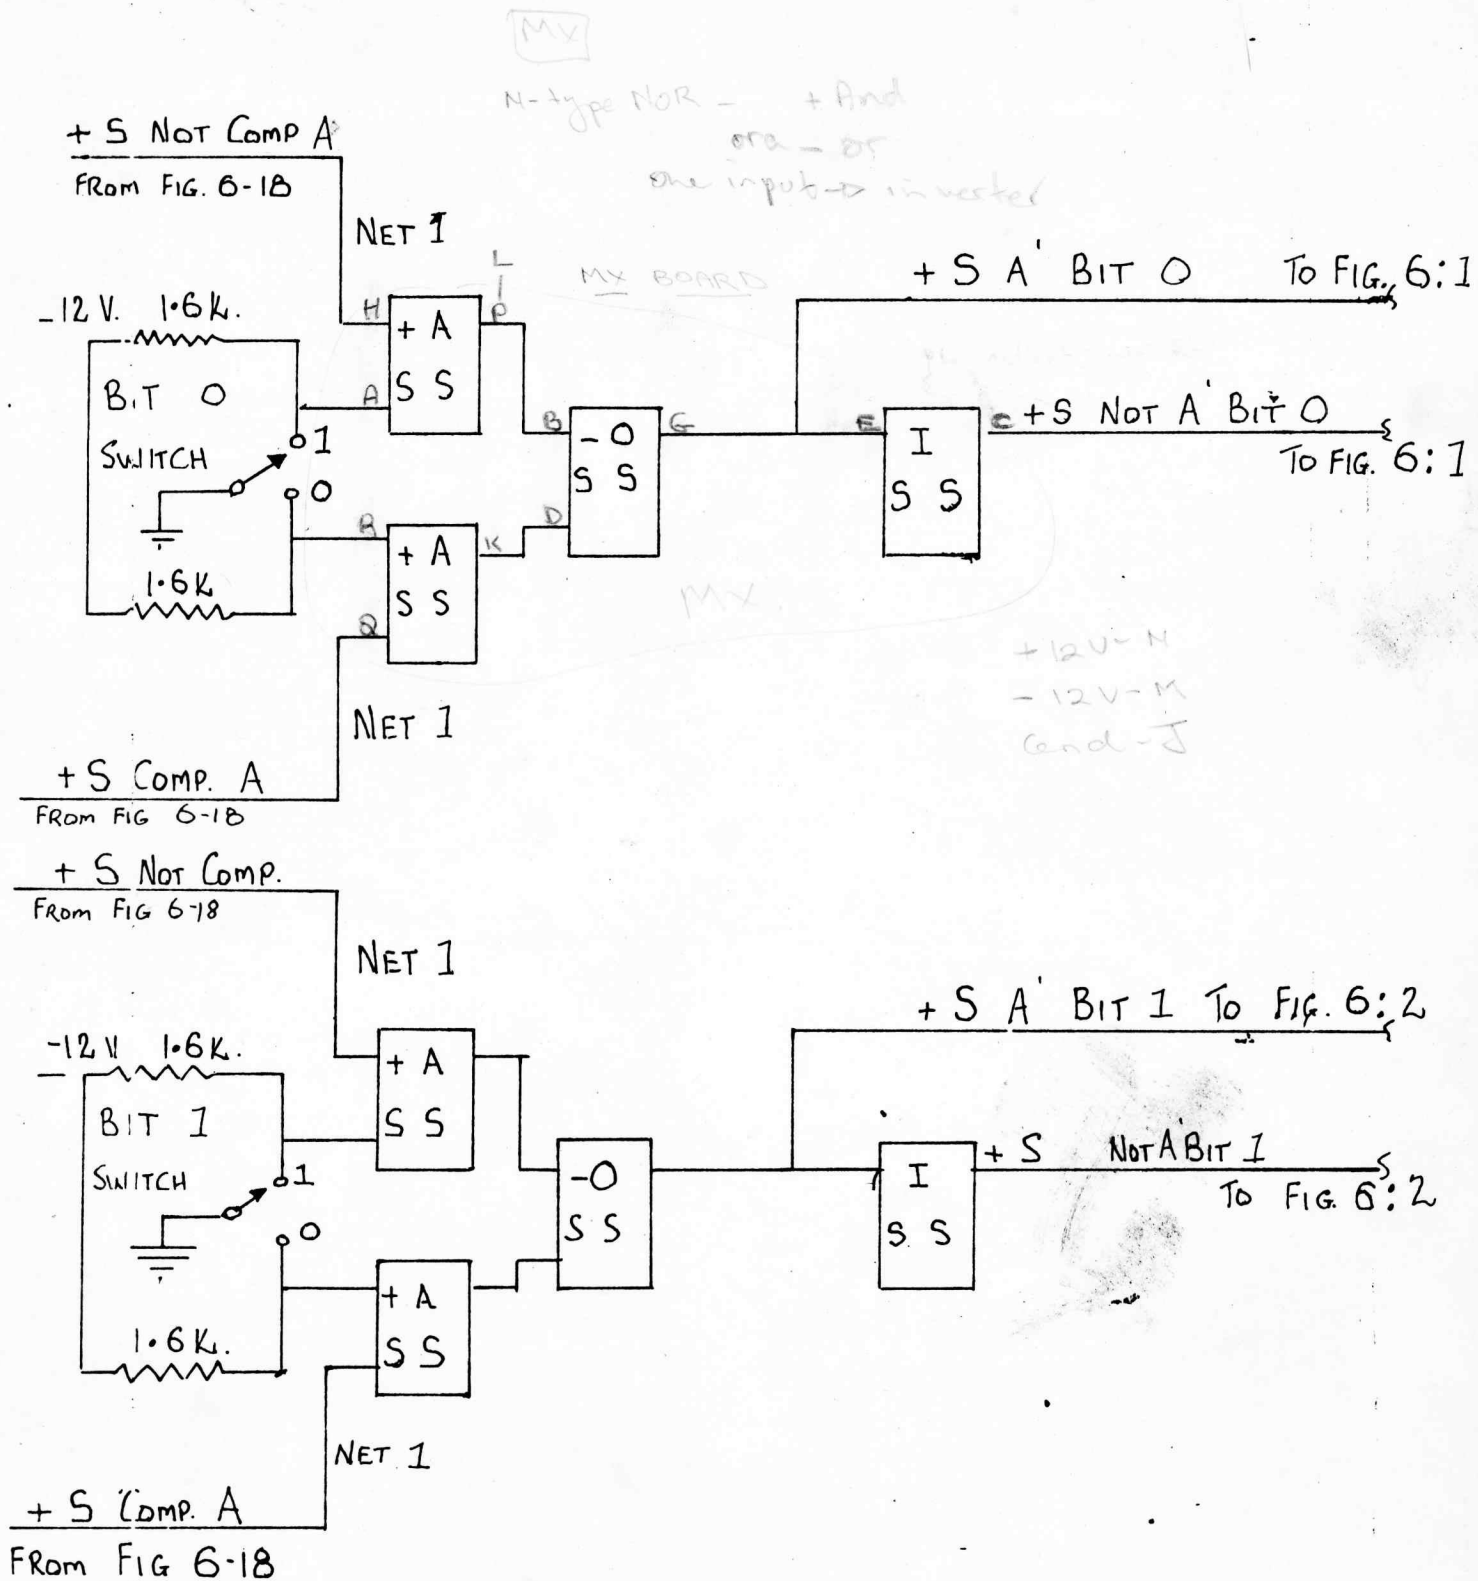 MX
N-type NOR - + And
or a - or
one input → inverter
+ S NOT COMP A
FROM FIG. 6-18
NET 1
L
P
MX BOARD
+ S A' BIT 0 TO FIG. 6:1
-12 V. 1.6K.
H
+ A
S S
A
BIT 0
SWITCH
1
0
B
- O
S S
G
E
I
S S
C
+S NOT A' BIT 0
TO FIG. 6:1
D
R
+ A
S S
K
Q
1.6K
MX
+12V-N
-12V-M
NET 1
+ S COMP. A
FROM FIG 6-18
+ S NOT COMP.
FROM FIG 6-18
NET 1
+ S A' BIT 1 TO FIG. 6:2
-12 V 1.6K.
+ A
S S
BIT 1
SWITCH
1
0
-O
S S
I
S S
+ S NOT A' BIT 1
TO FIG. 6:2
+ A
S S
1.6K.
NET 1
+ S COMP. A
FROM FIG 6-18